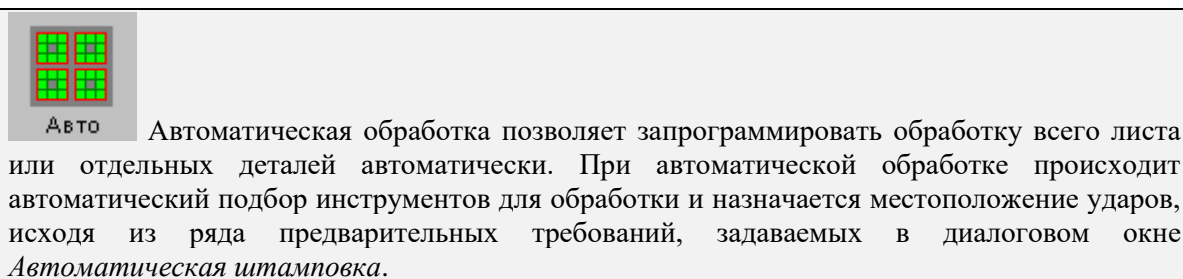 Авто Автоматическая обработка позволяет запрограммировать обработку всего листа
или отдельных деталей автоматически. При автоматической обработке происходит
автоматический подбор инструментов для обработки и назначается местоположение ударов,
исходя из ряда предварительных требований, задаваемых в диалоговом окне
Автоматическая штамповка.